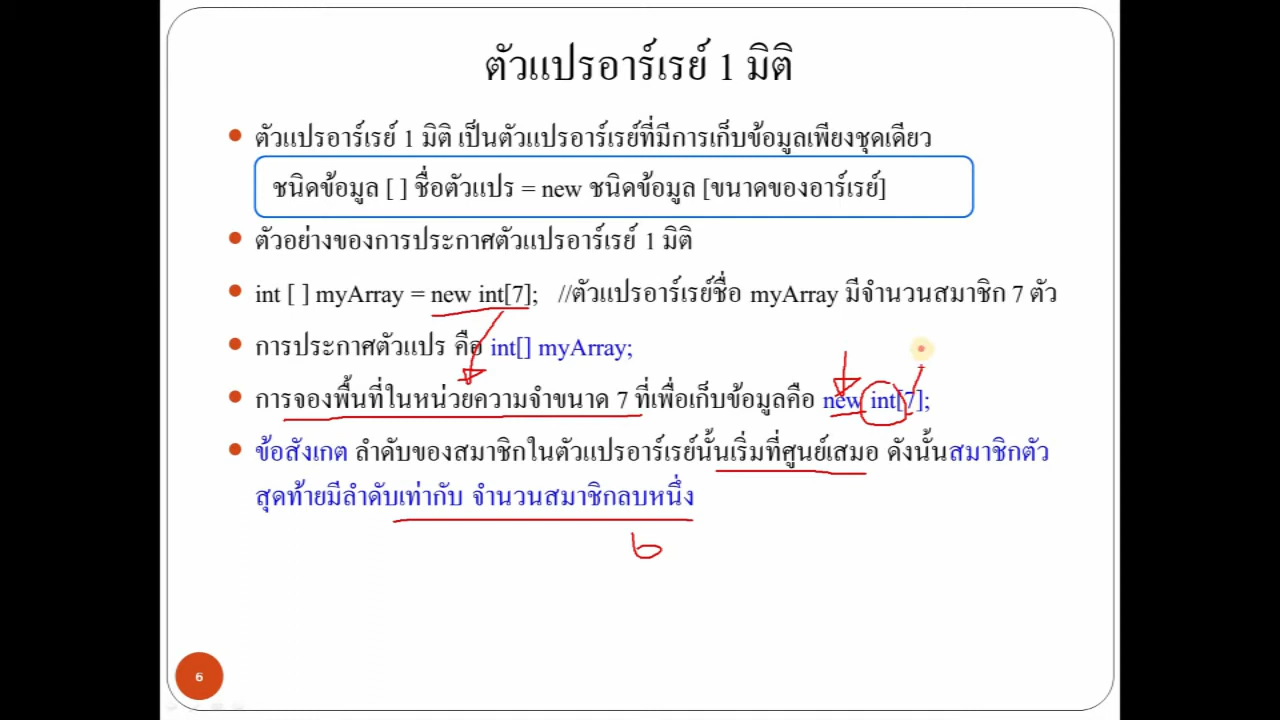 ตัวแปรอาร์เรย์ 1 มิติ
ตัวแปรอาร์เรย์ 1 มิติ เป็นตัวแปรอาร์เรย์ที่มีการเก็บข้อมูลเพียงชุดเดียว
ชนิดข้อมูล [ ] ชื่อตัวแปร = new ชนิดข้อมูล [ขนาดของอาร์เรย์]
ตัวอย่างของการประกาศตัวแปรอาร์เรย์ 1 มิติ
int [ ] myArray = new int[7]; //ตัวแปรอาร์เรย์ชื่อ myArray มีจำนวนสมาชิก 7 ตัว
การประกาศตัวแปร คือ int[] myArray;
การจองพื้นที่ในหน่วยความจำขนาด 7 ที่เพื่อเก็บข้อมูลคือ new int[7];
ข้อสังเกต ลำดับของสมาชิกในตัวแปรอาร์เรย์นั้นเริ่มที่ศูนย์เสมอ ดังนั้นสมาชิกตัว
สุดท้ายมีลำดับเท่ากับ จำนวนสมาชิกลบหนึ่ง
6
6